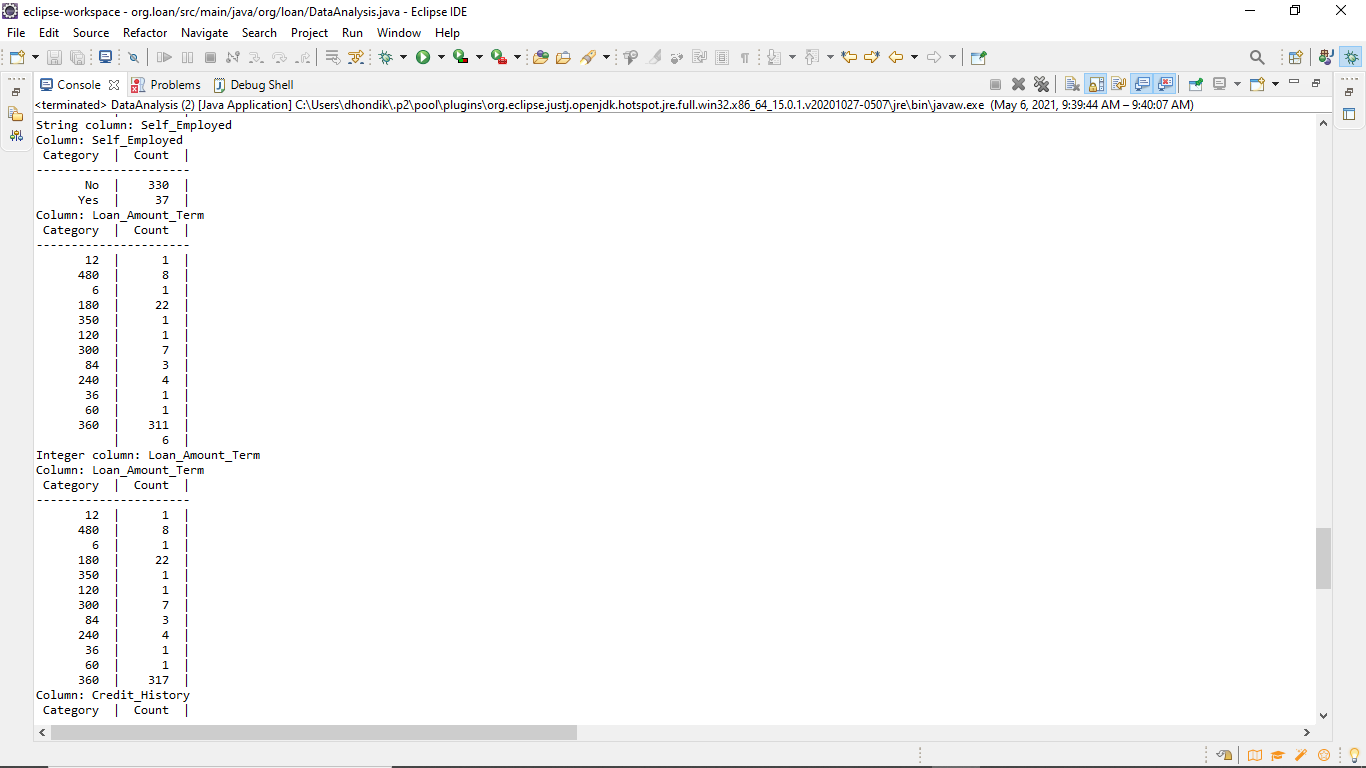 eclipse-workspace - org.loan/src/main/java/org/loan/DataAnalysis.java - Eclipse IDE
File Edit Source Refactor Navigate Search Project Run Window Help
Console Problems Debug Shell
<terminated> DataAnalysis (2) [Java Application] C:\Users\dhondik\.p2\pool\plugins\org.eclipse.justj.openjdk.hotspot.jre.full.win32.x86_64_15.0.1.v20201027-0507\jre\bin\javaw.exe (May 6, 2021, 9:39:44 AM – 9:40:07 AM)
String column: Self_Employed
Column: Self_Employed
Category | Count |
----------------------
No | 330 |
Yes | 37 |
Column: Loan_Amount_Term
Category | Count |
----------------------
12 | 1 |
480 | 8 |
6 | 1 |
180 | 22 |
350 | 1 |
120 | 1 |
300 | 7 |
84 | 3 |
240 | 4 |
36 | 1 |
60 | 1 |
360 | 311 |
| 6 |
Integer column: Loan_Amount_Term
Column: Loan_Amount_Term
Category | Count |
----------------------
12 | 1 |
480 | 8 |
6 | 1 |
180 | 22 |
350 | 1 |
120 | 1 |
300 | 7 |
84 | 3 |
240 | 4 |
36 | 1 |
60 | 1 |
360 | 317 |
Column: Credit_History
Category | Count |